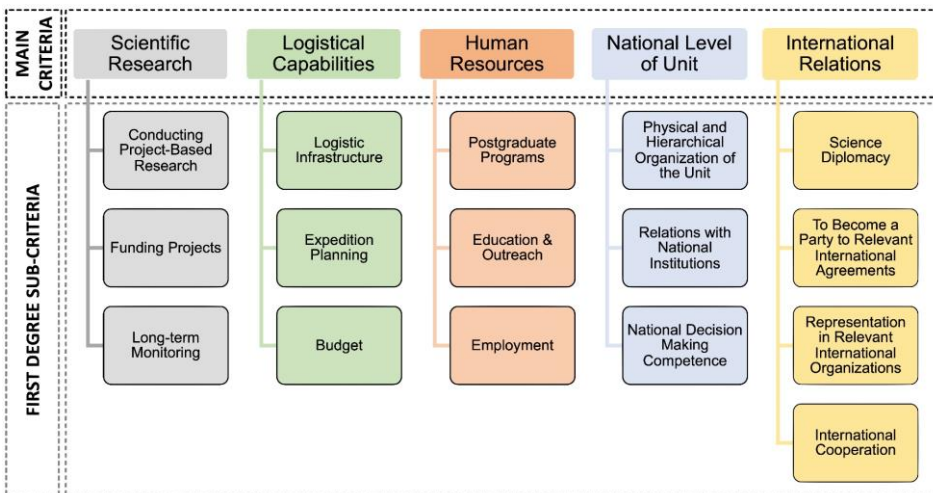 MAIN
CRITERIA
Scientific
Research
Logistical
Capabilities
Human
Resources
National Level
of Unit
International
Relations
FIRST DEGREE SUB-CRITERIA
Conducting
Project-Based
Research
Funding Projects
Long-term
Monitoring
Logistic
Infrastructure
Expedition
Planning
Budget
Postgraduate
Programs
Education &
Outreach
Employment
Physical and
Hierarchical
Organization of
the Unit
Relations with
National
Institutions
National Decision
Making
Competence
Science
Diplomacy
To Become a
Party to Relevant
International
Agreements
Representation
in Relevant
International
Organizations
International
Cooperation